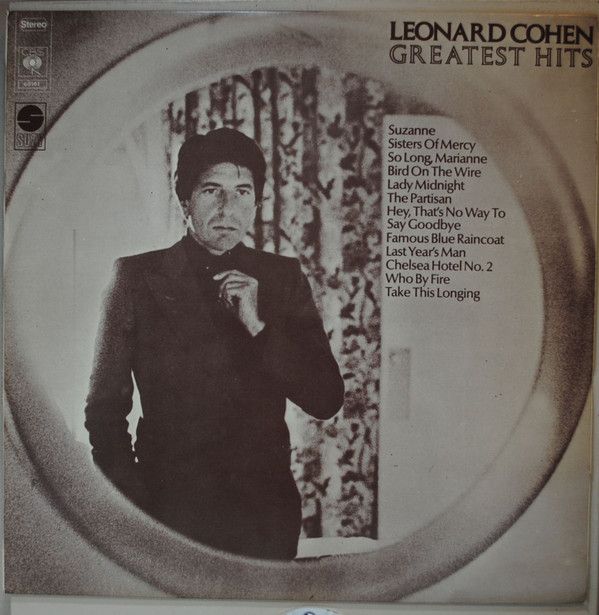 Stereo
CBS
LEONARD COHEN
GREATEST HITS
Suzanne
Sisters Of Mercy
So Long, Marianne
Bird On The Wire
Lady Midnight
The Partisan
Hey, That's No Way To
Say Goodbye
Famous Blue Raincoat
Last Year's Man
Chelsea Hotel No. 2
Who By Fire
Take This Longing